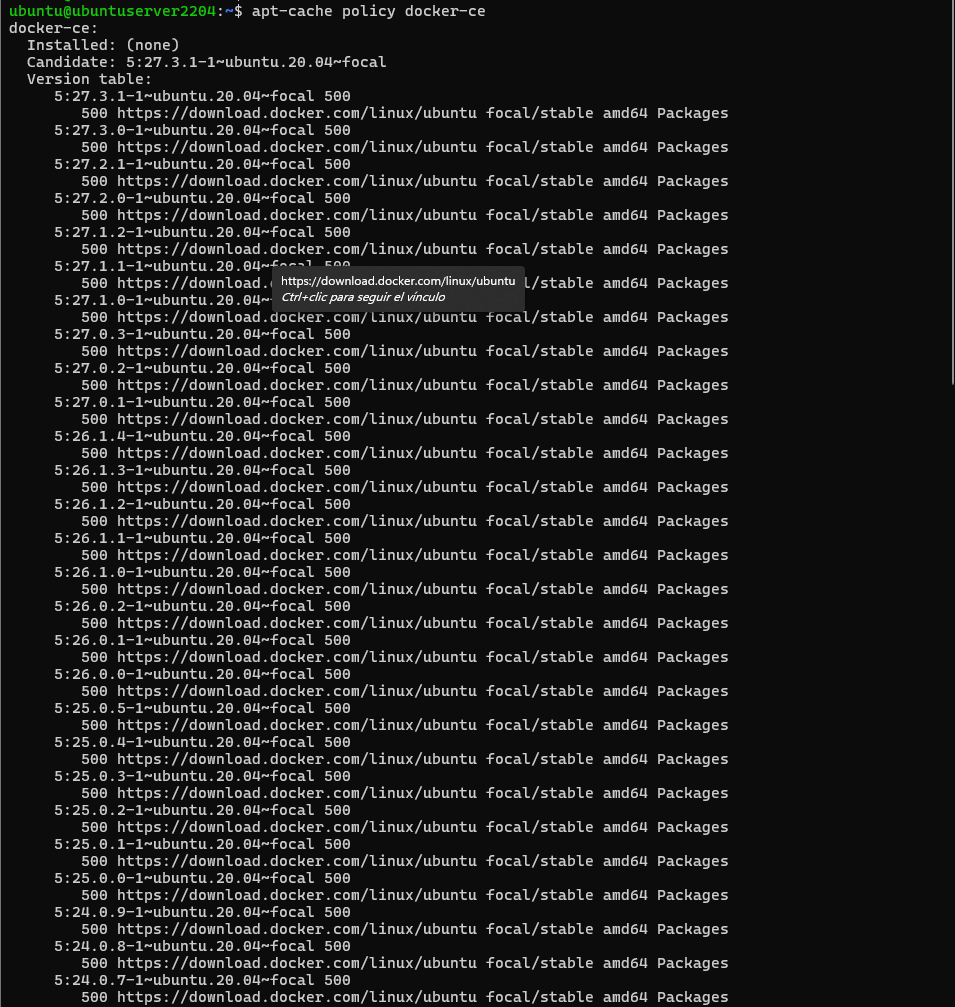 ubuntu@ubuntuserver2204:~$ apt-cache policy docker-ce
docker-ce:
  Installed: (none)
  Candidate: 5:27.3.1-1~ubuntu.20.04~focal
  Version table:
     5:27.3.1-1~ubuntu.20.04~focal 500
        500 https://download.docker.com/linux/ubuntu focal/stable amd64 Packages
     5:27.3.0-1~ubuntu.20.04~focal 500
        500 https://download.docker.com/linux/ubuntu focal/stable amd64 Packages
     5:27.2.1-1~ubuntu.20.04~focal 500
        500 https://download.docker.com/linux/ubuntu focal/stable amd64 Packages
     5:27.2.0-1~ubuntu.20.04~focal 500
        500 https://download.docker.com/linux/ubuntu focal/stable amd64 Packages
     5:27.1.2-1~ubuntu.20.04~focal 500
        500 https://download.docker.com/linux/ubuntu focal/stable amd64 Packages
     5:27.1.1-1~ubuntu.20.04~focal 500
https://download.docker.com/linux/ubuntu
        500 https://download. l/stable amd64 Packages
Ctrl+clic para seguir el vínculo
     5:27.1.0-1~ubuntu.20.04~
        500 https://download.docker.com/linux/ubuntu focal/stable amd64 Packages
     5:27.0.3-1~ubuntu.20.04~focal 500
        500 https://download.docker.com/linux/ubuntu focal/stable amd64 Packages
     5:27.0.2-1~ubuntu.20.04~focal 500
        500 https://download.docker.com/linux/ubuntu focal/stable amd64 Packages
     5:27.0.1-1~ubuntu.20.04~focal 500
        500 https://download.docker.com/linux/ubuntu focal/stable amd64 Packages
     5:26.1.4-1~ubuntu.20.04~focal 500
        500 https://download.docker.com/linux/ubuntu focal/stable amd64 Packages
     5:26.1.3-1~ubuntu.20.04~focal 500
        500 https://download.docker.com/linux/ubuntu focal/stable amd64 Packages
     5:26.1.2-1~ubuntu.20.04~focal 500
        500 https://download.docker.com/linux/ubuntu focal/stable amd64 Packages
     5:26.1.1-1~ubuntu.20.04~focal 500
        500 https://download.docker.com/linux/ubuntu focal/stable amd64 Packages
     5:26.1.0-1~ubuntu.20.04~focal 500
        500 https://download.docker.com/linux/ubuntu focal/stable amd64 Packages
     5:26.0.2-1~ubuntu.20.04~focal 500
        500 https://download.docker.com/linux/ubuntu focal/stable amd64 Packages
     5:26.0.1-1~ubuntu.20.04~focal 500
        500 https://download.docker.com/linux/ubuntu focal/stable amd64 Packages
     5:26.0.0-1~ubuntu.20.04~focal 500
        500 https://download.docker.com/linux/ubuntu focal/stable amd64 Packages
     5:25.0.5-1~ubuntu.20.04~focal 500
        500 https://download.docker.com/linux/ubuntu focal/stable amd64 Packages
     5:25.0.4-1~ubuntu.20.04~focal 500
        500 https://download.docker.com/linux/ubuntu focal/stable amd64 Packages
     5:25.0.3-1~ubuntu.20.04~focal 500
        500 https://download.docker.com/linux/ubuntu focal/stable amd64 Packages
     5:25.0.2-1~ubuntu.20.04~focal 500
        500 https://download.docker.com/linux/ubuntu focal/stable amd64 Packages
     5:25.0.1-1~ubuntu.20.04~focal 500
        500 https://download.docker.com/linux/ubuntu focal/stable amd64 Packages
     5:25.0.0-1~ubuntu.20.04~focal 500
        500 https://download.docker.com/linux/ubuntu focal/stable amd64 Packages
     5:24.0.9-1~ubuntu.20.04~focal 500
        500 https://download.docker.com/linux/ubuntu focal/stable amd64 Packages
     5:24.0.8-1~ubuntu.20.04~focal 500
        500 https://download.docker.com/linux/ubuntu focal/stable amd64 Packages
     5:24.0.7-1~ubuntu.20.04~focal 500
        500 https://download.docker.com/linux/ubuntu focal/stable amd64 Packages